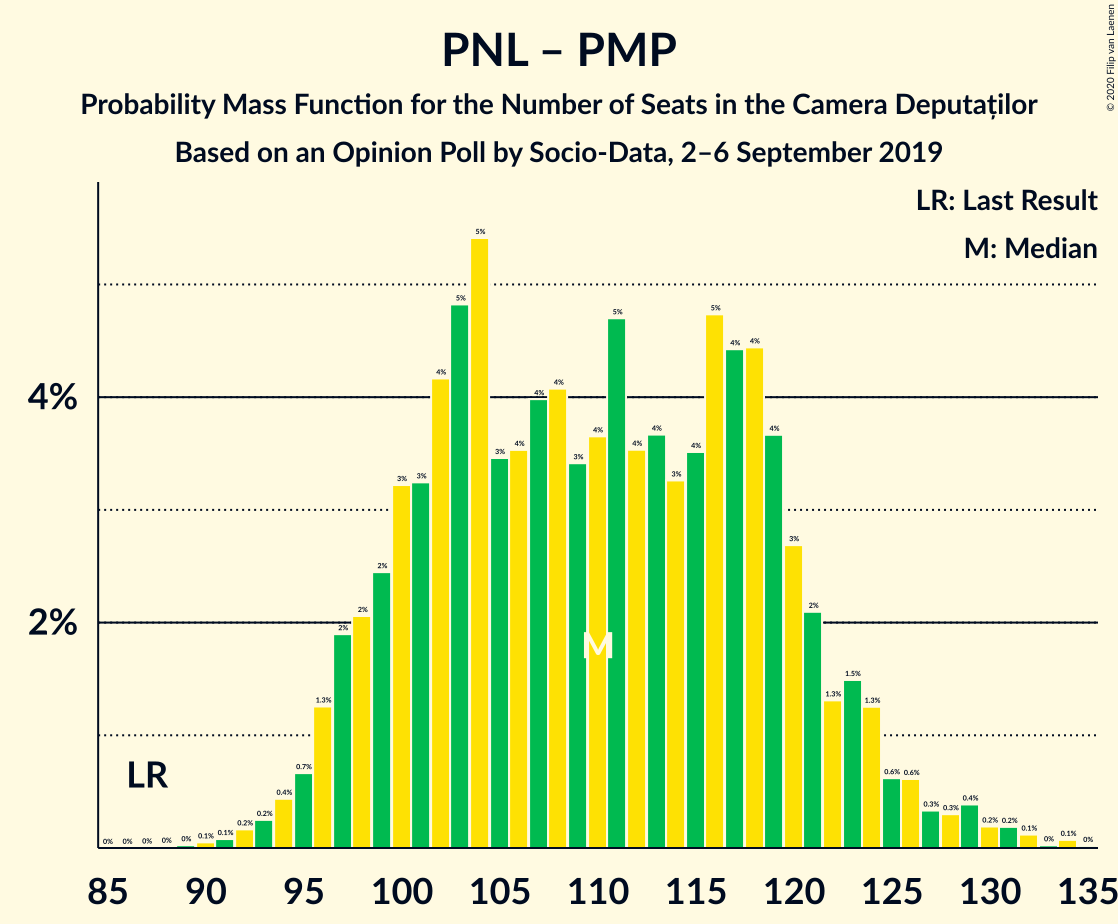 PNL – PMP
Probability Mass Function for the Number of Seats in the Camera Deputaților
Based on an Opinion Poll by Socio-Data, 2–6 September 2019
© 2020 Filip van Laenen
LR: Last Result
M: Median
4%
2%
0% 0% 0% 0% 0% 0.1% 0.1% 0.2% 0.2% 0.4% 0.7% 1.3% 2% 2% 2% 3% 3% 4% 5% 5% 3% 4% 4% 4% 3% 4% 5% 4% 4% 3% 4% 5% 4% 4% 4% 3% 2% 1.3% 1.5% 1.3% 0.6% 0.6% 0.3% 0.3% 0.4% 0.2% 0.2% 0.1% 0% 0.1% 0%
M
LR
85 90 95 100 105 110 115 120 125 130 135